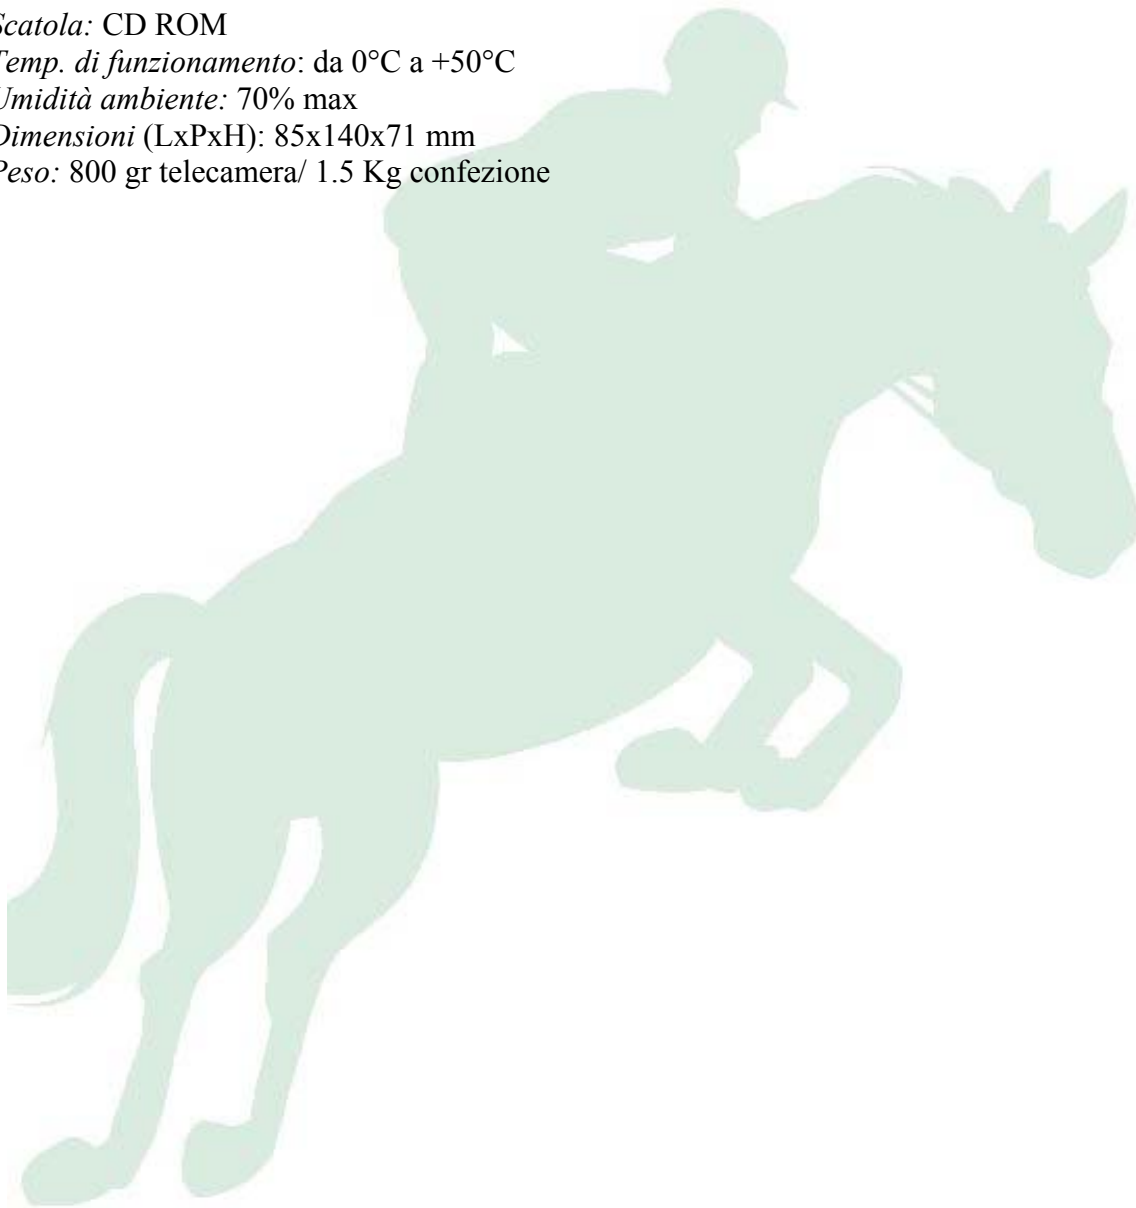 Scatola: CD ROM
Temp. di funzionamento: da 0°C a +50°C
Umidità ambiente: 70% max
Dimensioni (LxPxH): 85x140x71 mm
Peso: 800 gr telecamera/ 1.5 Kg confezione